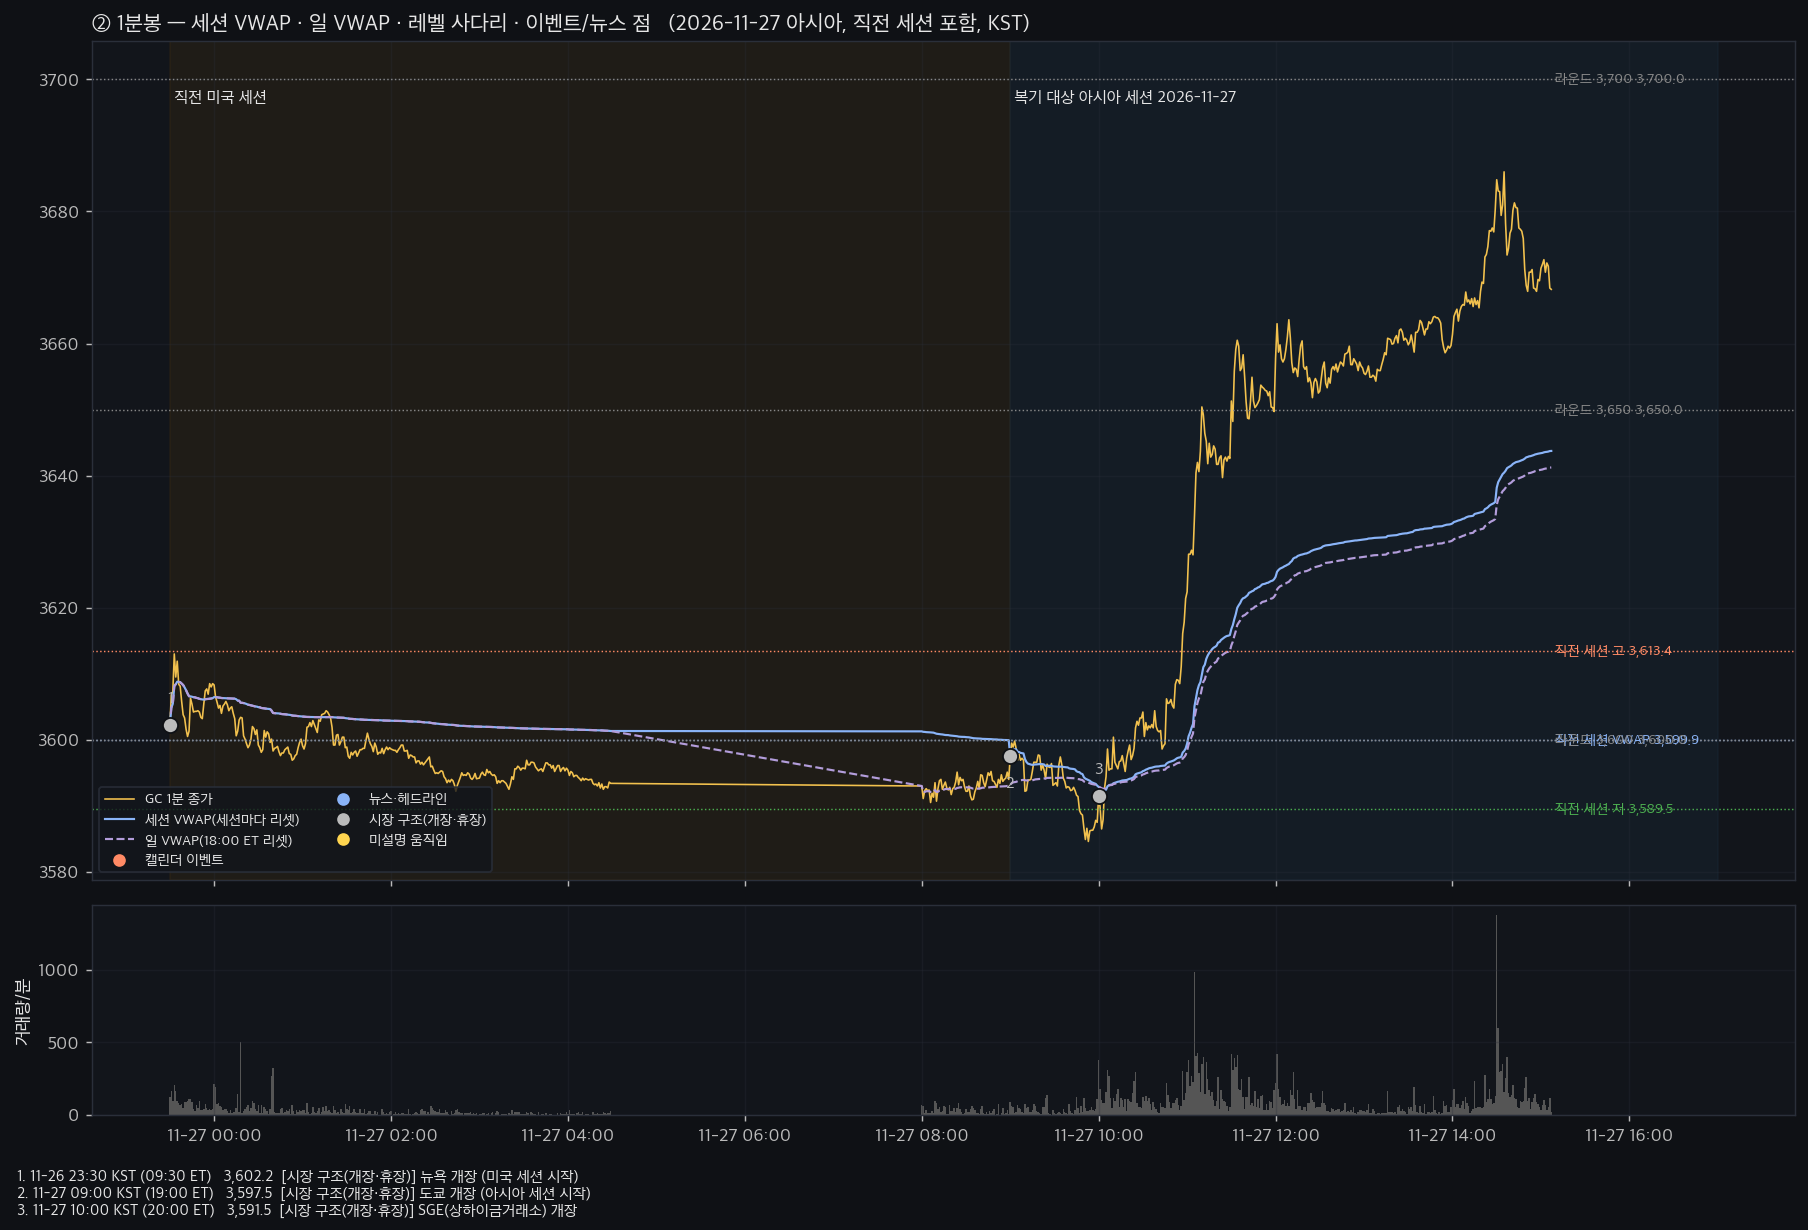 ② 1분봉 — 세션 VWAP · 일 VWAP · 레벨 사다리 · 이벤트/뉴스 점 (2026-11-27 아시아, 직전 세션 포함, KST)
3700
3680
3660
3640
3620
3600
3580
직전 미국 세션
복기 대상 아시아 세션 2026-11-27
라운드 3,700 3,700.0
라운드 3,650 3,650.0
직전 세션 고 3,613.4
직전 세션 VWAP 3,599.9
직전 세션 저 3,589.5
2
3
GC 1분 종가
세션 VWAP(세션마다 리셋)
일 VWAP(18:00 ET 리셋)
캘린더 이벤트
뉴스·헤드라인
시장 구조(개장·휴장)
미설명 움직임
거래량/분
1000
500
0
11-27 00:00
11-27 02:00
11-27 04:00
11-27 06:00
11-27 08:00
11-27 10:00
11-27 12:00
11-27 14:00
11-27 16:00
1. 11-26 23:30 KST (09:30 ET) 3,602.2 [시장 구조(개장·휴장)] 뉴욕 개장 (미국 세션 시작)
2. 11-27 09:00 KST (19:00 ET) 3,597.5 [시장 구조(개장·휴장)] 도쿄 개장 (아시아 세션 시작)
3. 11-27 10:00 KST (20:00 ET) 3,591.5 [시장 구조(개장·휴장)] SGE(상하이금거래소) 개장